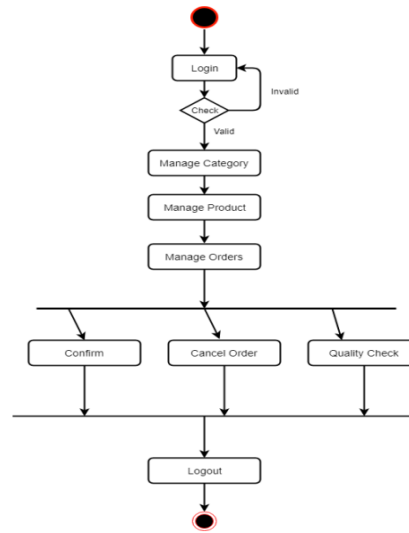 Login
Invalid
Check
Valid
Manage Category
Manage Product
Manage Orders
Confirm
Cancel Order
Quality Check
Logout